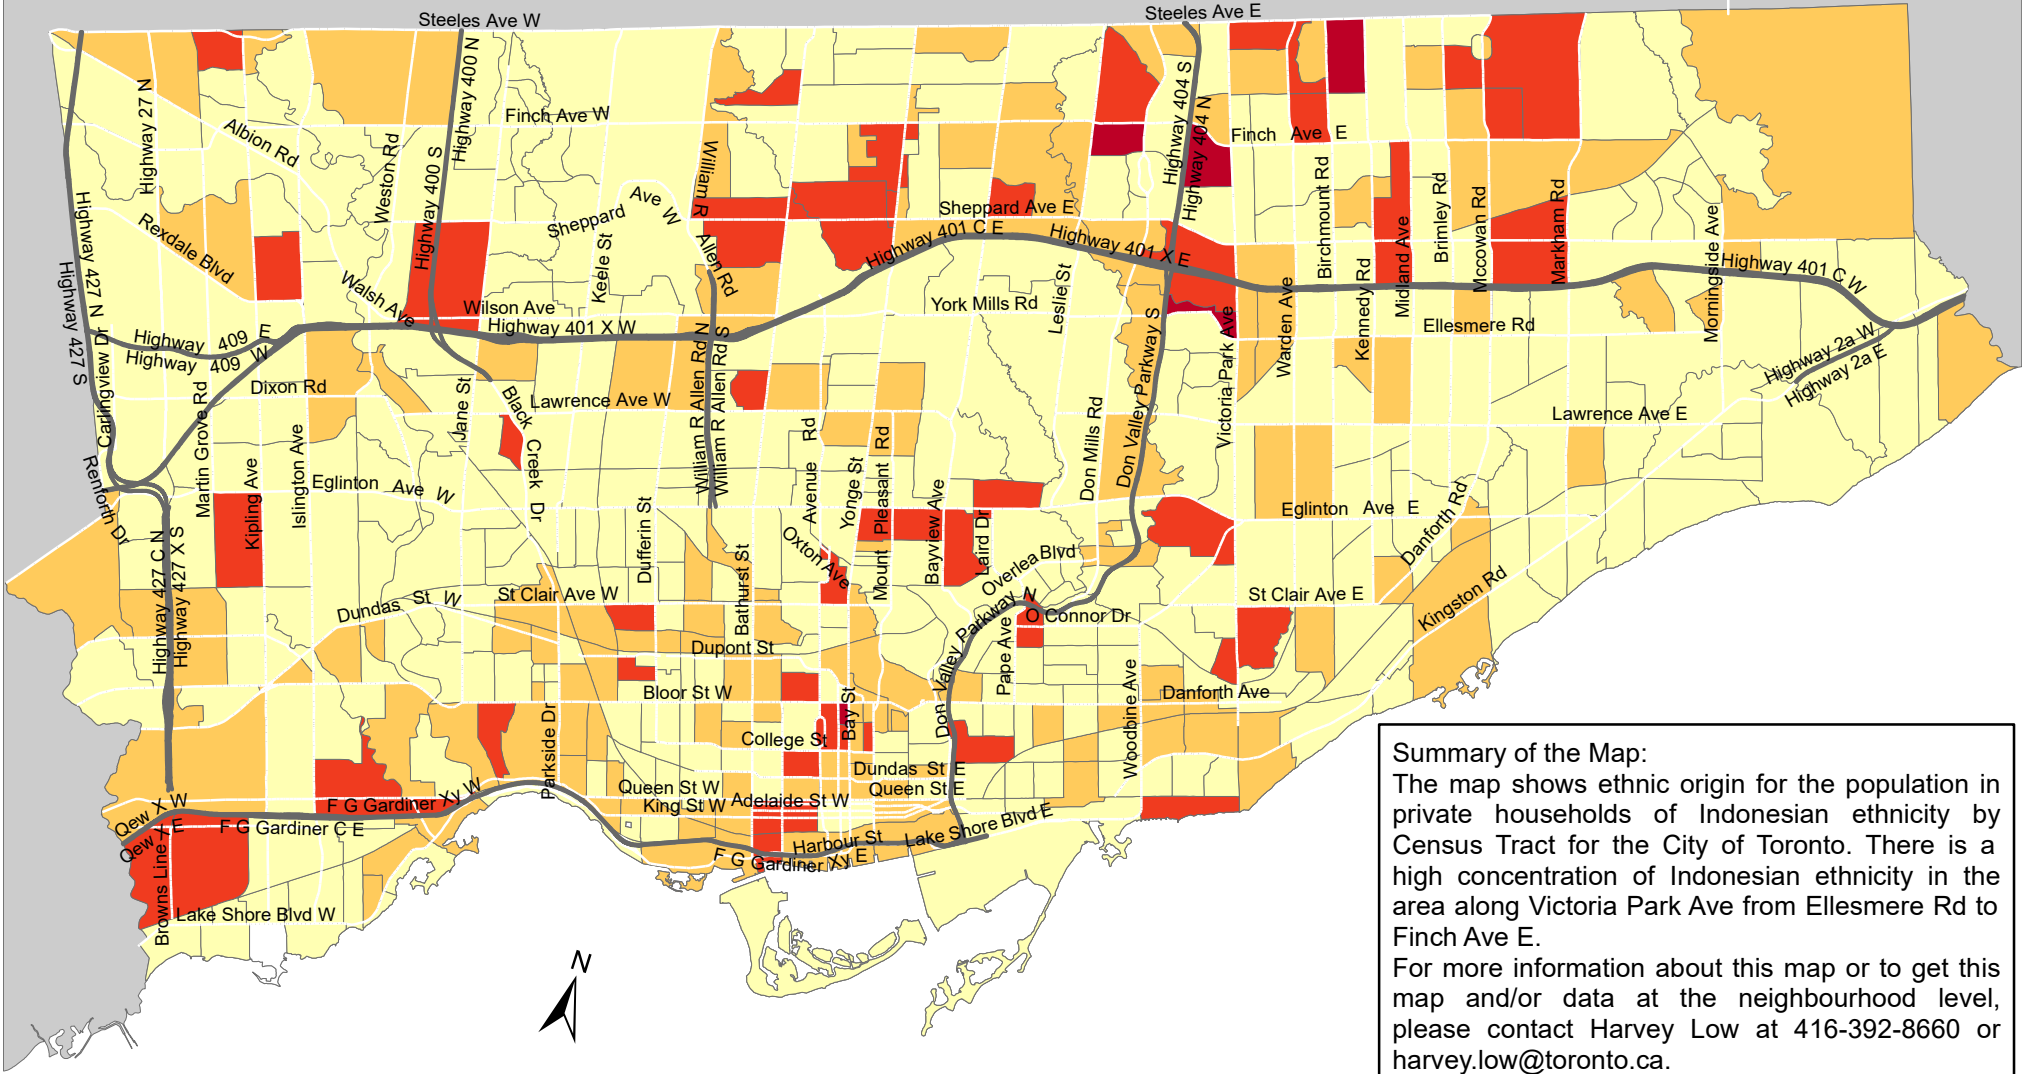 Steeles Ave W
Steeles Ave E
Highway 27 N
Albion Rd
Weston Rd
Highway 400 N
Highway 400 S
Finch Ave W
William R
Allen Rd
Highway 404 S
Highway 404 N
Highway 404 N
Finch Ave E
Highway 427 N
Highway 427 S
Rexdale Blvd
Walsh Ave
Sheppard Ave W
Keele St
Wilson Ave
Highway 401 X W
Highway 401 C E
Sheppard Ave E
Highway 401 X E
York Mills Rd
Leslie St
Birchmount Rd
Kennedy Rd
Midland Ave
Brimley Rd
Mccowan Rd
Markham Rd
Morningside Ave
Highway 401 C W
Ellesmere Rd
Warden Ave
Victoria Park Ave
Highway 2a W
Highway 2a E
Highway 409 E
Highway 409 W
Carlingview Dr
Dixon Rd
Martin Grove Rd
Kipling Ave
Islington Ave
Jane St
Black Creek Dr
Lawrence Ave W
William R Allen Rd N
William R Allen Rd S
Avenue Rd
Yonge St
Mount Pleasant Rd
Bayview Ave
Laird Dr
Don Mills Rd
Don Valley Parkway S
Lawrence Ave E
Renforth Dr
Eglinton Ave W
Eglinton Ave E
Danforth Rd
Kingston Rd
Highway 427 C N
Highway 427 X S
Dundas St W
St Clair Ave W
Dufferin St
Bathurst St
Oxton Ave
Overlea Blvd
Don Valley Parkway N
O Connor Dr
St Clair Ave E
Pape Ave
Dupont St
Bloor St W
Bay St
Danforth Ave
Woodbine Ave
Parkside Dr
College St
Dundas St E
Queen St W
Queen St E
King St W
Adelaide St W
Qew X W
Qew X E
F G Gardiner Xy W
F G Gardiner C E
Harbour St
Lake Shore Blvd E
F G Gardiner Xy E
Browns Line
Lake Shore Blvd W
N
Summary of the Map:
The map shows ethnic origin for the population in
private households of Indonesian ethnicity by
Census Tract for the City of Toronto. There is a
high concentration of Indonesian ethnicity in the
area along Victoria Park Ave from Ellesmere Rd to
Finch Ave E.
For more information about this map or to get this
map and/or data at the neighbourhood level,
please contact Harvey Low at 416-392-8660 or
harvey.low@toronto.ca.